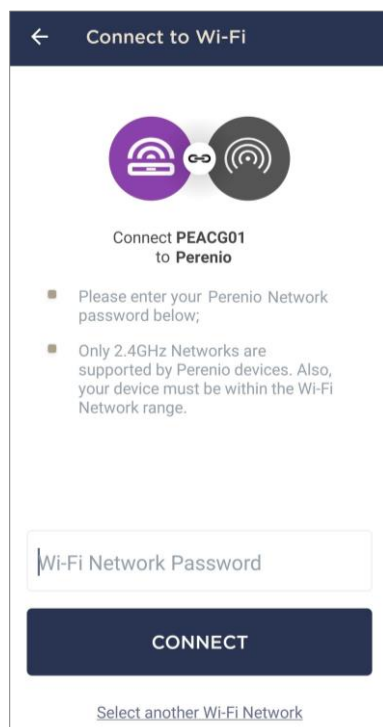 Connect to Wi-Fi
Connect PEACG01
to Perenio
Please enter your Perenio Network
password below;
Only 2.4GHz Networks are
supported by Perenio devices. Also,
your device must be within the Wi-Fi
Network range.
Wi-Fi Network Password
CONNECT
Select another Wi-Fi Network